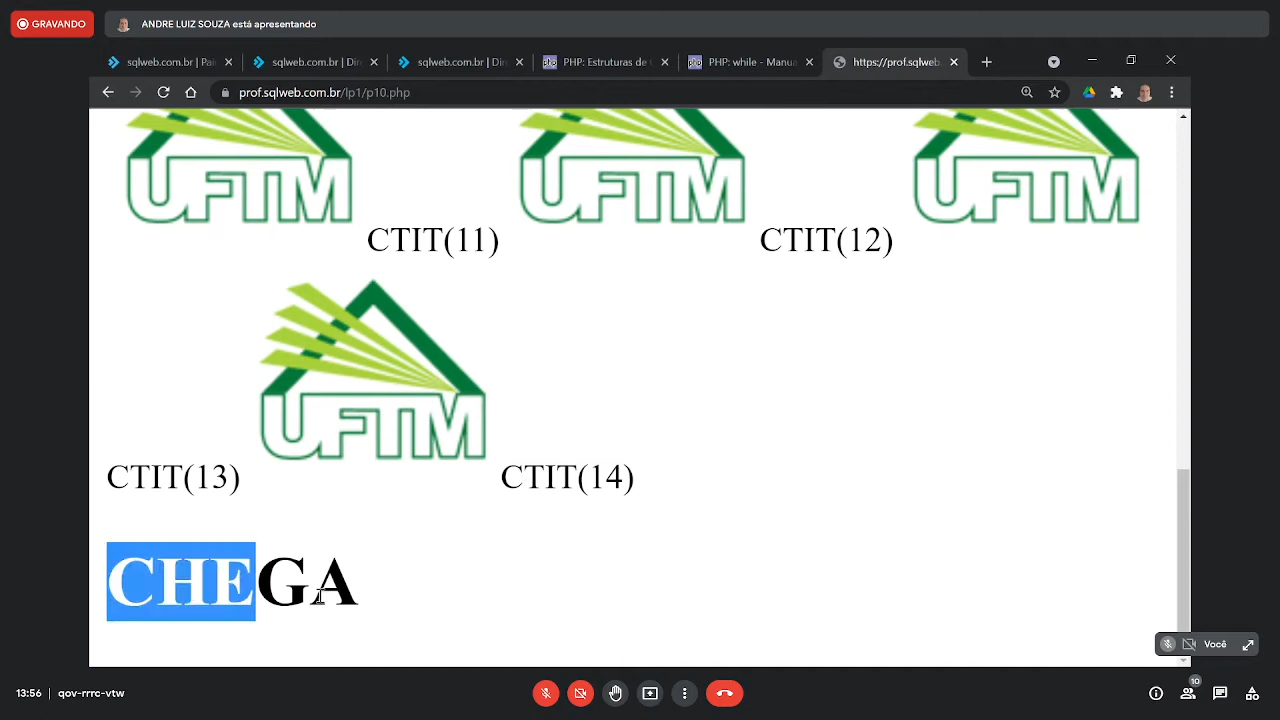 GRAVANDO
ANDRE LUIZ SOUZA está apresentando
sqlweb.com.br | Pai
sqlweb.com.br | Dir
sqlweb.com.br | Dir
PHP: Estruturas de C
PHP: while - Manua
https://prof.sqlweb
prof.sqlweb.com.br/lp1/p10.php
UFTM CTIT(11) UFTM CTIT(12) UFTM
CTIT(13) UFTM CTIT(14)
CHEGA
Você
13:56 | qov-rrrc-vtw
10